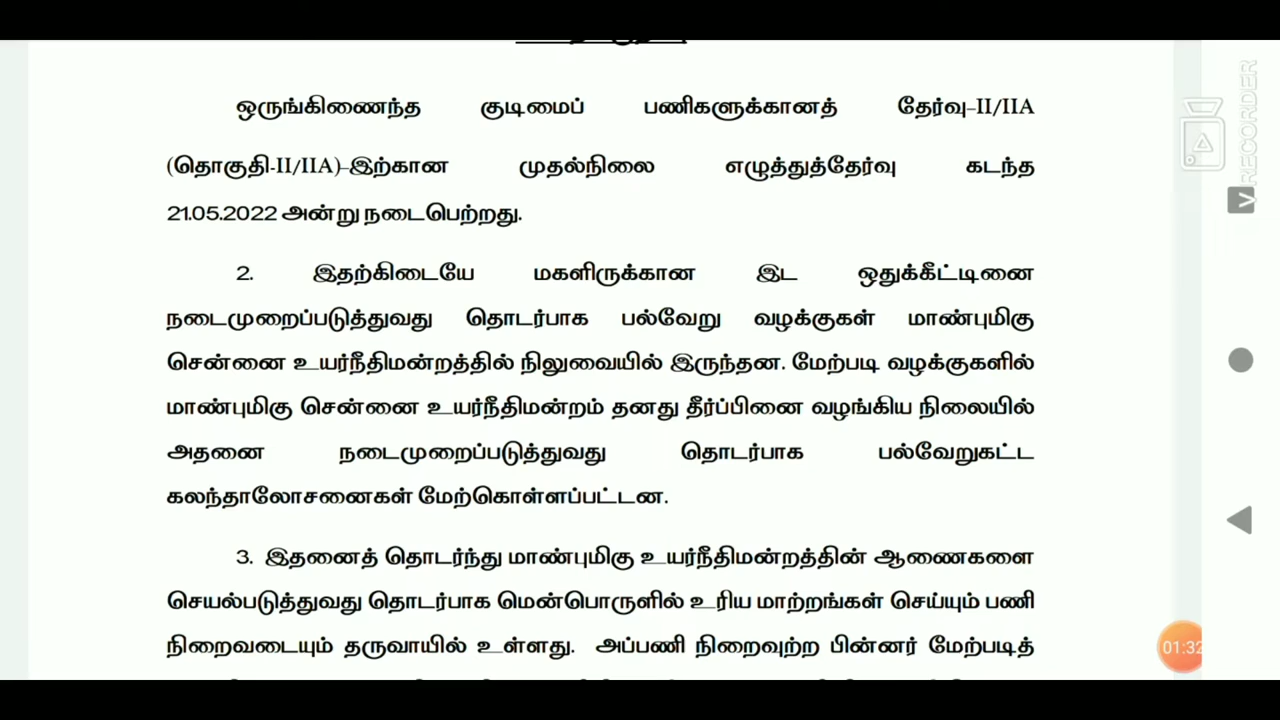 ஒருங்கிணைந்த குடிமைப் பணிகளுக்கானத் தேர்வு-II/IIA
(தொகுதி-II/IIA)-இற்கான முதல்நிலை எழுத்துத்தேர்வு கடந்த
21.05.2022 அன்று நடைபெற்றது.
2. இதற்கிடையே மகளிருக்கான இட ஒதுக்கீட்டினை
நடைமுறைப்படுத்துவது தொடர்பாக பல்வேறு வழக்குகள் மாண்புமிகு
சென்னை உயர்நீதிமன்றத்தில் நிலுவையில் இருந்தன. மேற்படி வழக்குகளில்
மாண்புமிகு சென்னை உயர்நீதிமன்றம் தனது தீர்ப்பினை வழங்கிய நிலையில்
அதனை நடைமுறைப்படுத்துவது தொடர்பாக பல்வேறுகட்ட
கலந்தாலோசனைகள் மேற்கொள்ளப்பட்டன.
3. இதனைத் தொடர்ந்து மாண்புமிகு உயர்நீதிமன்றத்தின் ஆணைகளை
செயல்படுத்துவது தொடர்பாக மென்பொருளில் உரிய மாற்றங்கள் செய்யும் பணி
நிறைவடையும் தருவாயில் உள்ளது. அப்பணி நிறைவுற்ற பின்னர் மேற்படித்
V RECORDER
01:32